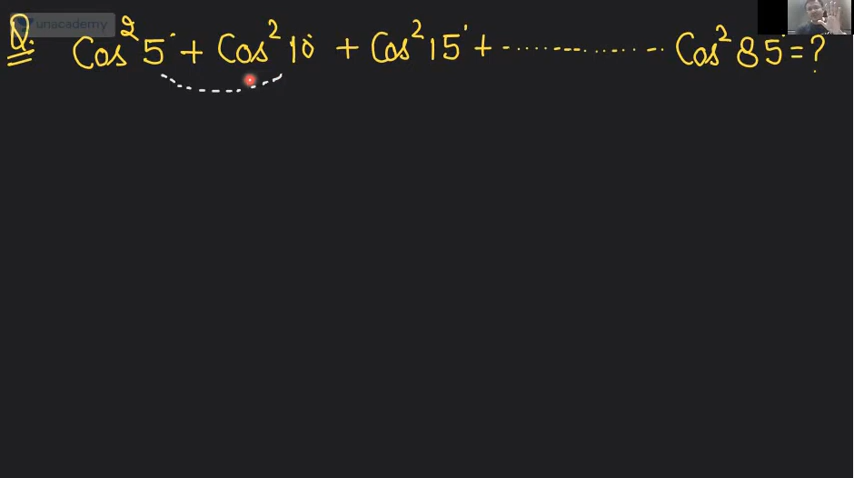 unacademy
Q. Cos²5° + Cos²10° + Cos²15° + ------------ Cos²85° = ?